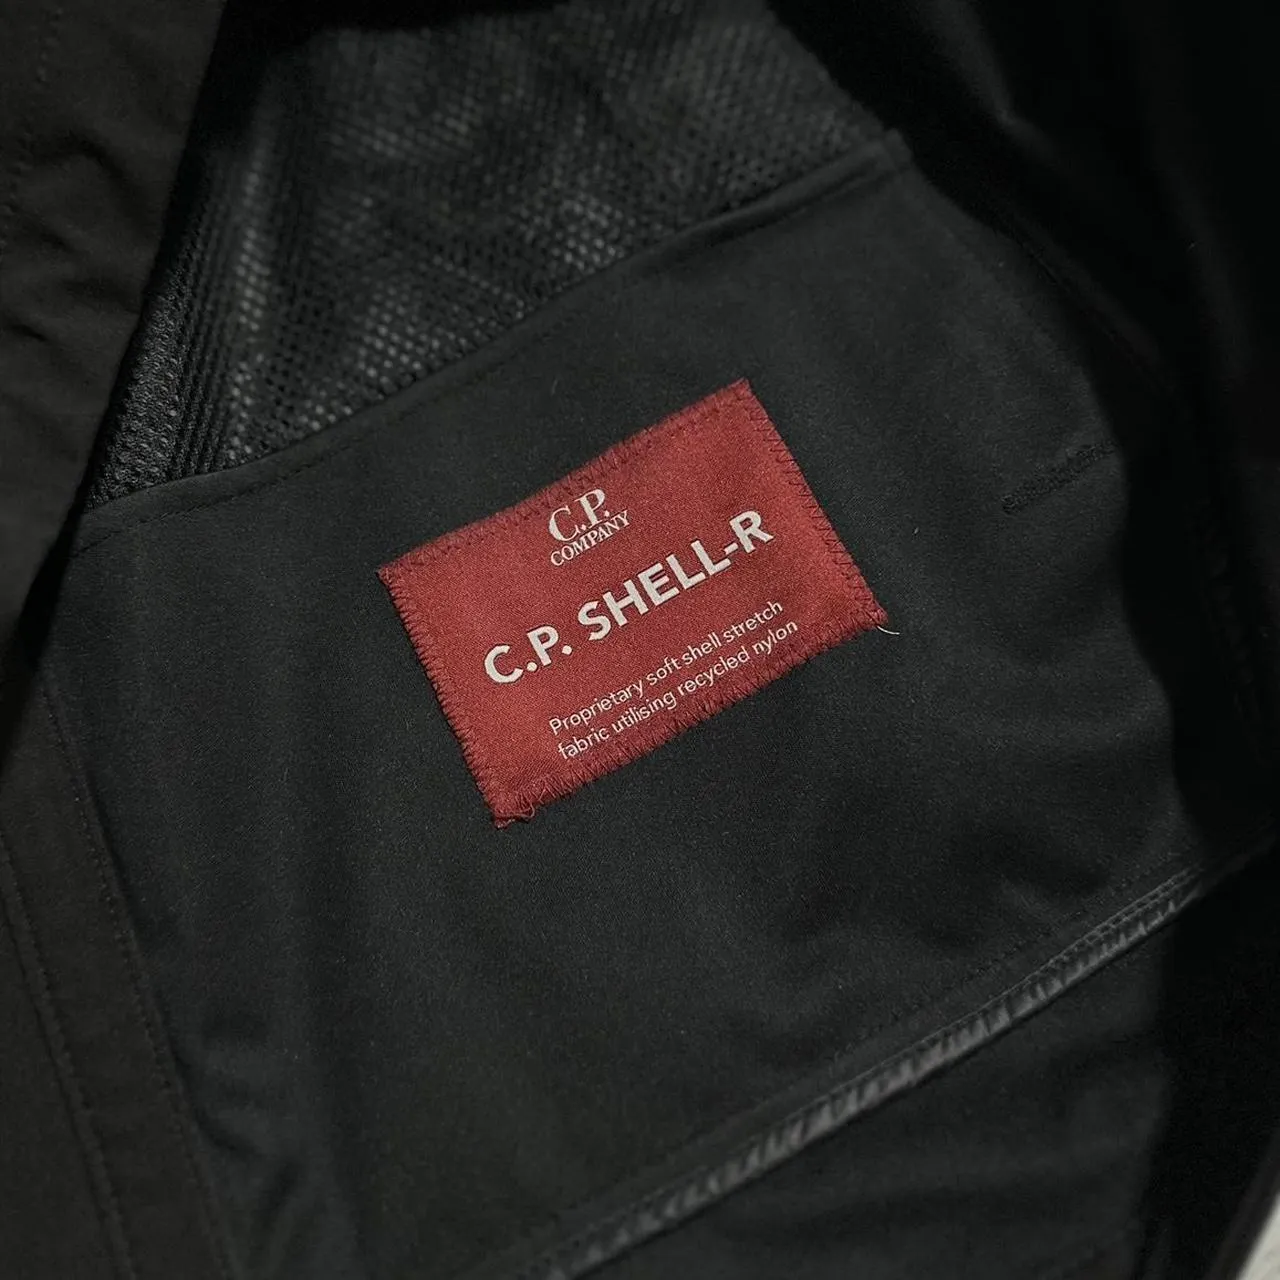 C.P.
COMPANY
C.P. SHELL-R
Proprietary soft shell stretch
fabric utilising recycled nylon